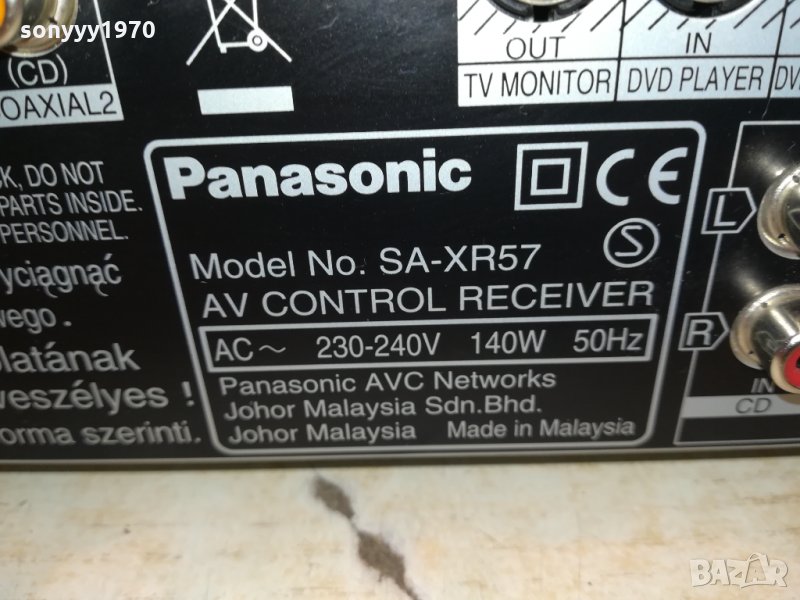 sonyyy1970
(CD)
OAXIAL2
OUT
IN
TV MONITOR
DVD PLAYER
K, DO NOT
PARTS INSIDE.
PERSONNEL.
yciągnąć
wego .
latának
veszélyes !
orma szerinti.
Panasonic
CE
S
Model No. SA-XR57
AV CONTROL RECEIVER
AC～ 230-240V 140W 50Hz
Panasonic AVC Networks
Johor Malaysia Sdn.Bhd.
Johor Malaysia Made in Malaysia
L
R
IN
CD
BAZAR